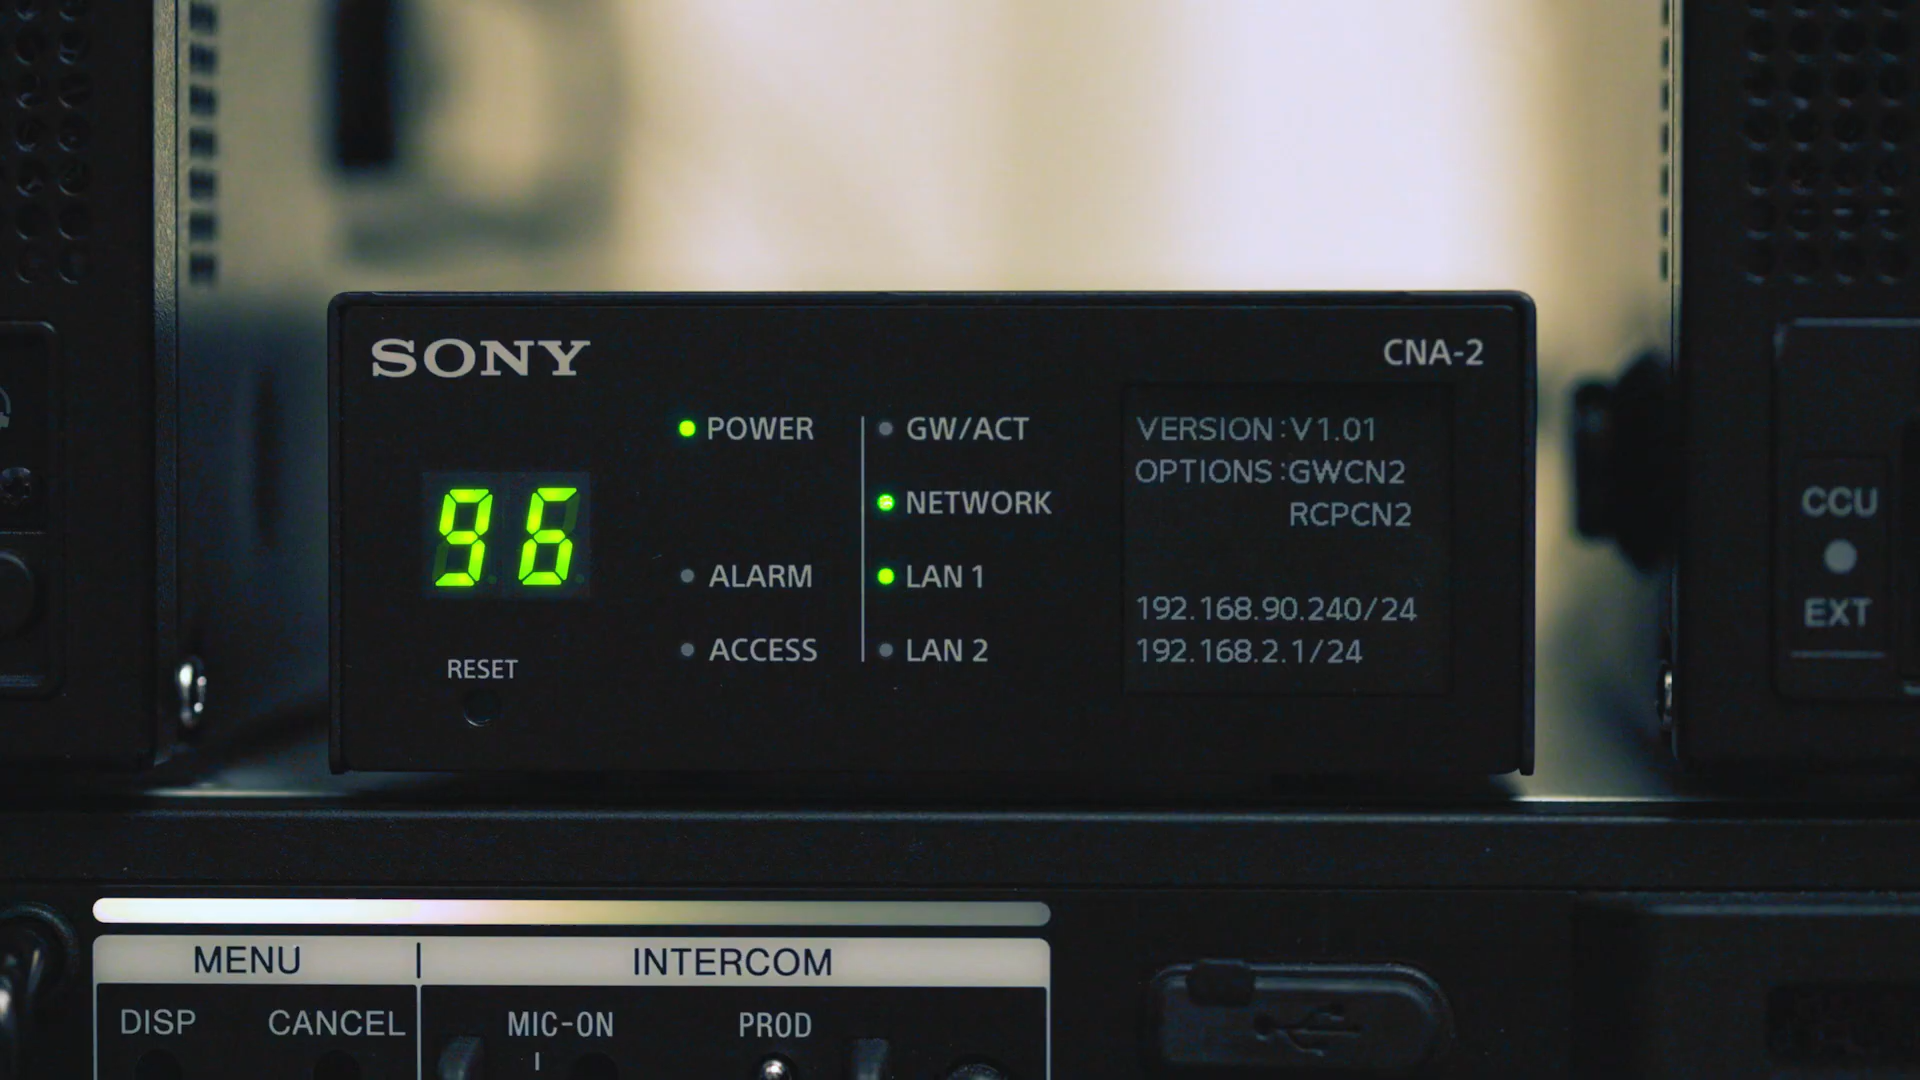 SONY
CNA-2
POWER
GW/ACT
NETWORK
ALARM
LAN 1
ACCESS
LAN 2
96
RESET
VERSION:V1.01
OPTIONS:GWCN2
RCPCN2
192.168.90.240/24
192.168.2.1/24
CCU
EXT
MENU
INTERCOM
DISP
CANCEL
MIC-ON
PROD